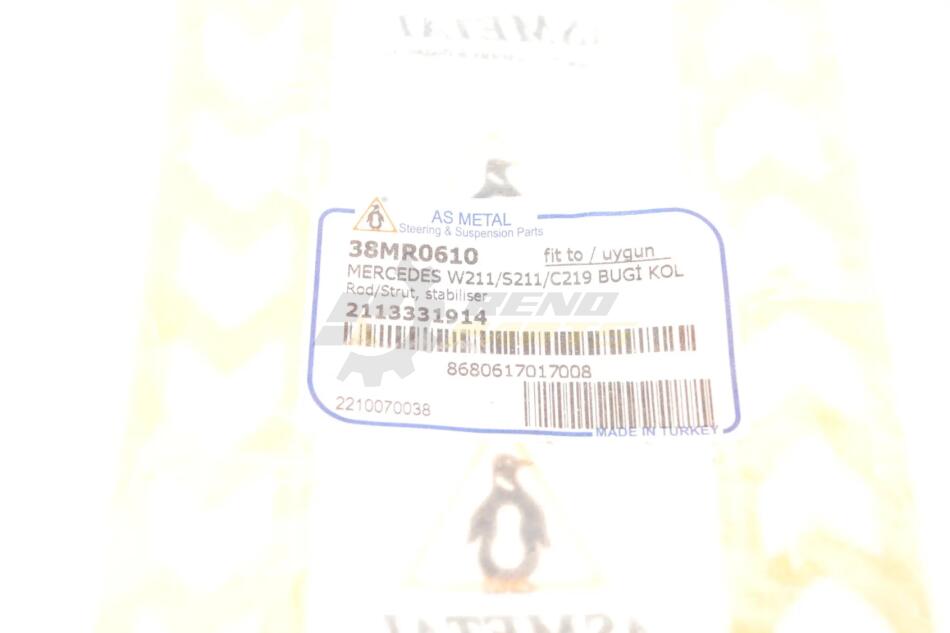 AS METAL
Steering & Suspension Parts
38MR0610 fit to / uygun
MERCEDES W211/S211/C219 BUGİ KOL
Rod/Strut, stabiliser
2113331914
8680617017008
2210070038
MADE IN TURKEY
RENO